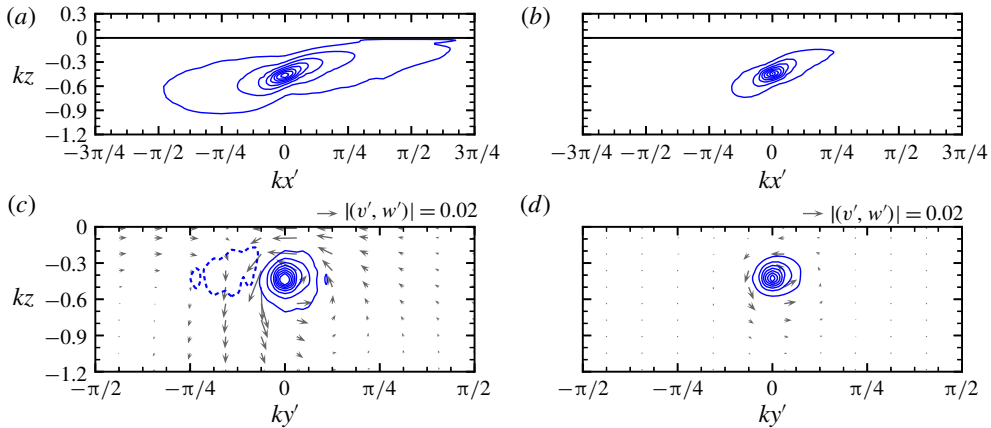 (a)
(b)
0.3
0
−0.3
−0.6
−0.9
−1.2
kz
−3π/4
−π/2
−π/4
0
π/4
π/2
3π/4
kx′
−3π/4
−π/2
−π/4
0
π/4
π/2
3π/4
kx′
(c)
|(v′, w′)| = 0.02
(d)
|(v′, w′)| = 0.02
0
−0.3
−0.6
−0.9
−1.2
kz
−π/2
−π/4
0
π/4
π/2
ky′
−π/2
−π/4
0
π/4
π/2
ky′